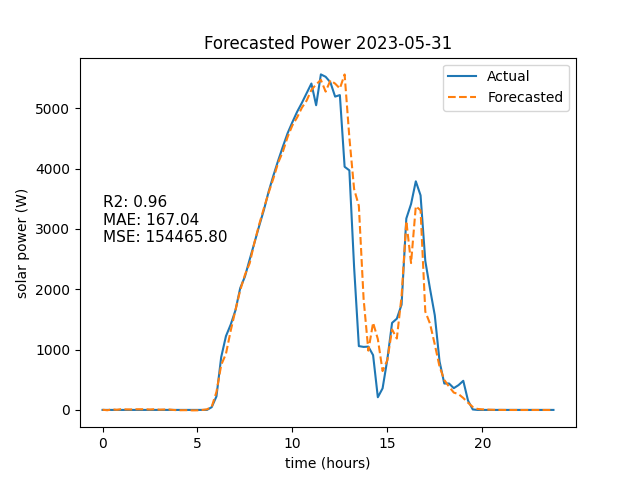 Forecasted Power 2023-05-31
Actual
Forecasted
R2: 0.96
MAE: 167.04
MSE: 154465.80
solar power (W)
5000
4000
3000
2000
1000
0
0 5 10 15 20
time (hours)